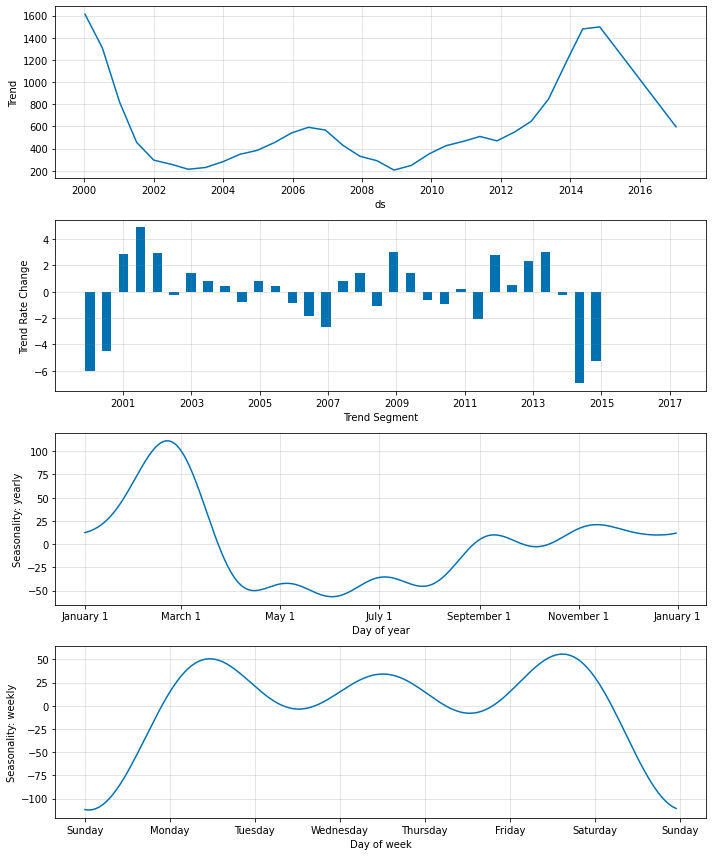 1600
1400
1200
1000
800
600
400
200
Trend
2000 2002 2004 2006 2008 2010 2012 2014 2016
ds
4
2
0
−2
−4
−6
Trend Rate Change
2001 2003 2005 2007 2009 2011 2013 2015 2017
Trend Segment
100
75
50
25
0
−25
−50
Seasonality: yearly
January 1 March 1 May 1 July 1 September 1 November 1 January 1
Day of year
50
25
0
−25
−50
−75
−100
Seasonality: weekly
Sunday Monday Tuesday Wednesday Thursday Friday Saturday Sunday
Day of week